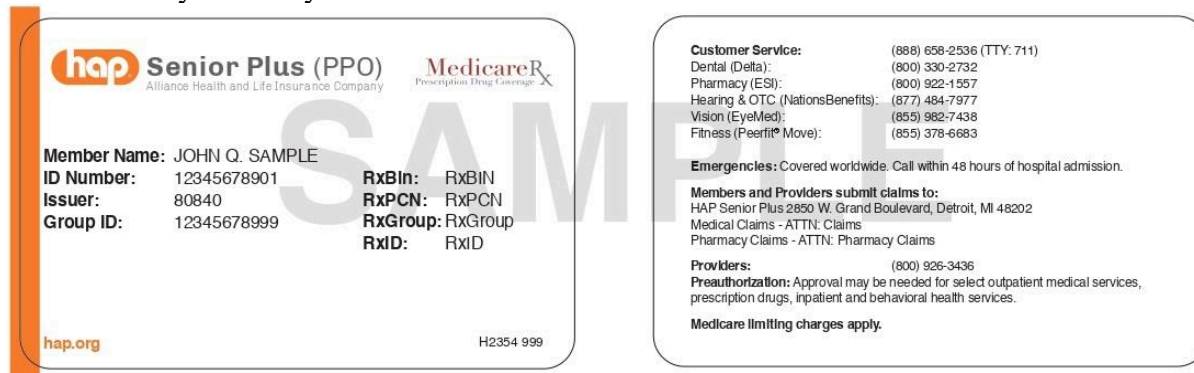 hap Senior Plus (PPO)
Alliance Health and Life Insurance Company
MedicareRx
Prescription Drug Coverage
SAMPLE
Member Name: JOHN Q. SAMPLE
ID Number: 12345678901
Issuer: 80840
Group ID: 12345678999
RxBin: RxBIN
RxPCN: RxPCN
RxGroup: RxGroup
RxID: RxID
hap.org
H2354 999
Customer Service: (888) 658-2536 (TTY: 711)
Dental (Delta): (800) 330-2732
Pharmacy (ESI): (800) 922-1557
Hearing & OTC (NationsBenefits): (877) 484-7977
Vision (EyeMed): (855) 982-7438
Fitness (Peerfit® Move): (855) 378-6683
Emergencies: Covered worldwide. Call within 48 hours of hospital admission.
Members and Providers submit claims to:
HAP Senior Plus 2850 W. Grand Boulevard, Detroit, MI 48202
Medical Claims - ATTN: Claims
Pharmacy Claims - ATTN: Pharmacy Claims
Providers: (800) 926-3436
Preauthorization: Approval may be needed for select outpatient medical services,
prescription drugs, inpatient and behavioral health services.
Medicare limiting charges apply.